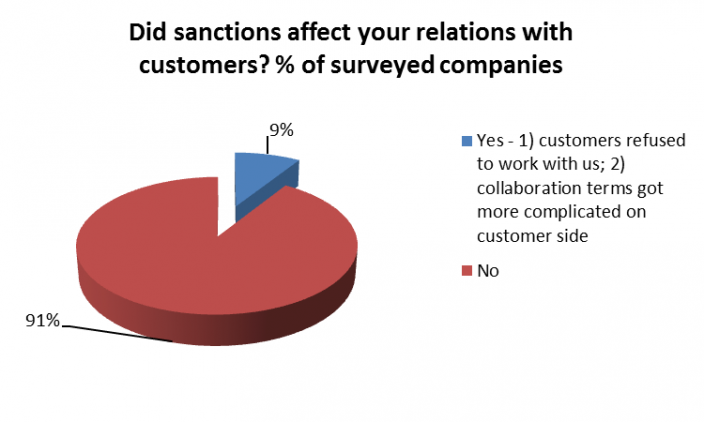 Did sanctions affect your relations with
customers? % of surveyed companies
9%
Yes - 1) customers refused
to work with us; 2)
collaboration terms got
more complicated on
customer side
No
91%